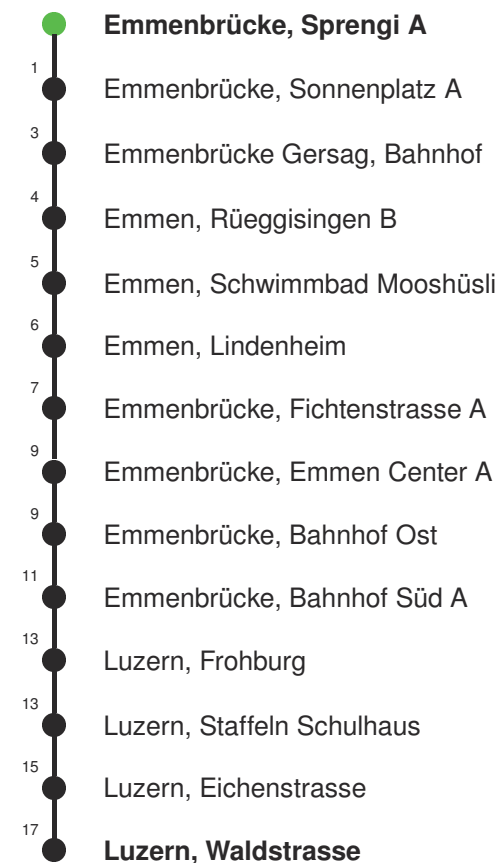 Emmenbrücke, Sprengi A
1
Emmenbrücke, Sonnenplatz A
3
Emmenbrücke Gersag, Bahnhof
4
Emmen, Rüeggisingen B
5
Emmen, Schwimmbad Mooshüsli
6
Emmen, Lindenheim
7
Emmenbrücke, Fichtenstrasse A
9
Emmenbrücke, Emmen Center A
9
Emmenbrücke, Bahnhof Ost
11
Emmenbrücke, Bahnhof Süd A
13
Luzern, Frohburg
13
Luzern, Staffeln Schulhaus
15
Luzern, Eichenstrasse
17
Luzern, Waldstrasse